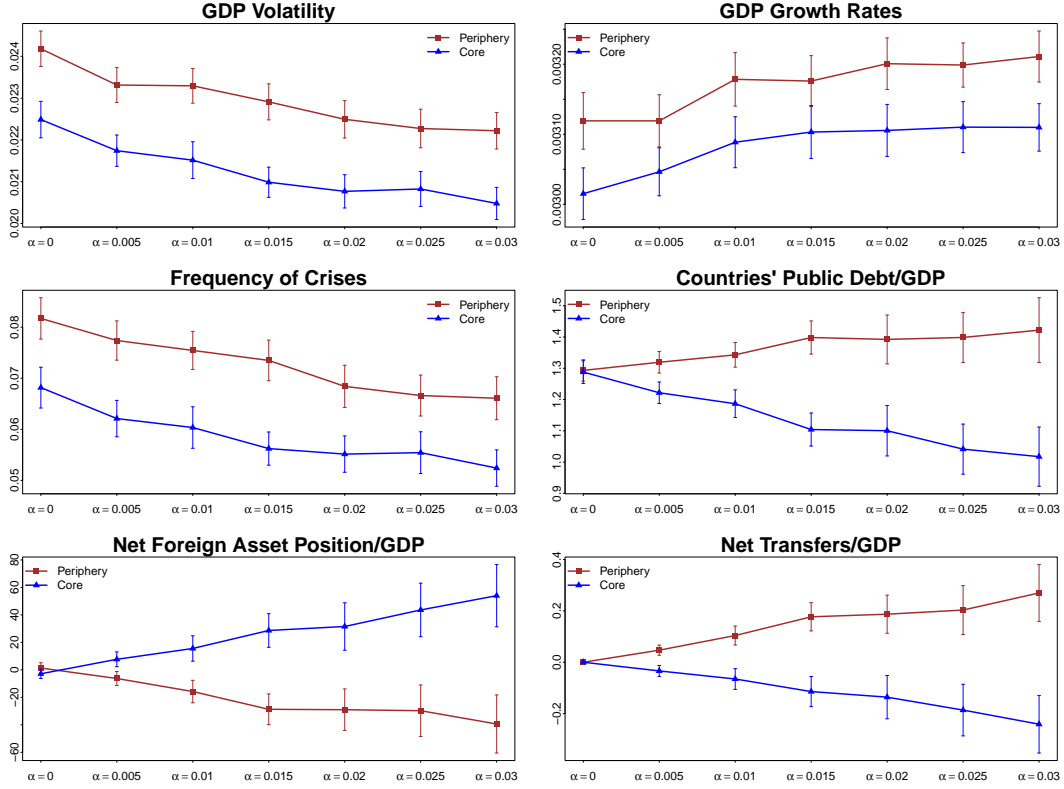 GDP Volatility
Periphery
Core
0.024
0.023
0.022
0.021
0.020
α = 0 α = 0.005 α = 0.01 α = 0.015 α = 0.02 α = 0.025 α = 0.03
GDP Growth Rates
Periphery
Core
0.00320
0.00310
0.00300
α = 0 α = 0.005 α = 0.01 α = 0.015 α = 0.02 α = 0.025 α = 0.03
Frequency of Crises
Periphery
Core
0.08
0.07
0.06
0.05
α = 0 α = 0.005 α = 0.01 α = 0.015 α = 0.02 α = 0.025 α = 0.03
Countries' Public Debt/GDP
Periphery
Core
1.5
1.4
1.3
1.2
1.1
1.0
0.9
α = 0 α = 0.005 α = 0.01 α = 0.015 α = 0.02 α = 0.025 α = 0.03
Net Foreign Asset Position/GDP
Periphery
Core
80
60
40
20
0
−20
−60
α = 0 α = 0.005 α = 0.01 α = 0.015 α = 0.02 α = 0.025 α = 0.03
Net Transfers/GDP
Periphery
Core
0.4
0.2
0.0
−0.2
α = 0 α = 0.005 α = 0.01 α = 0.015 α = 0.02 α = 0.025 α = 0.03